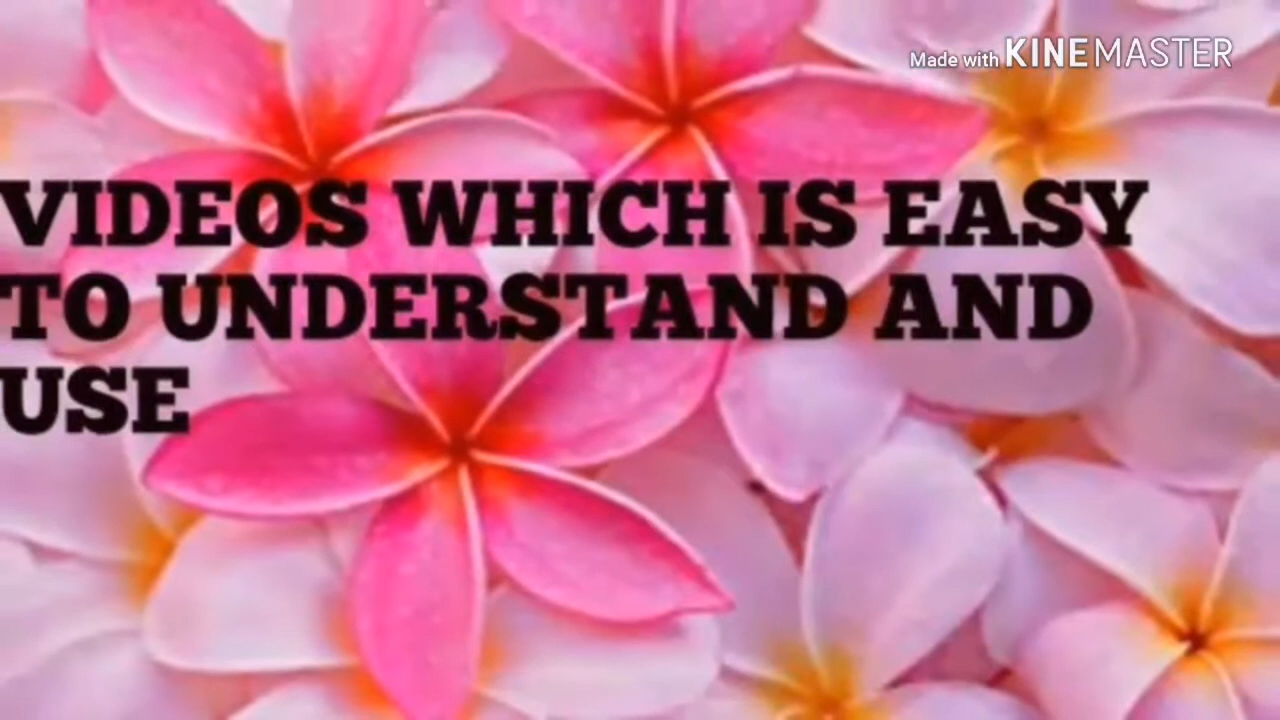 Made with KINEMASTER
VIDEOS WHICH IS EASY
TO UNDERSTAND AND
USE